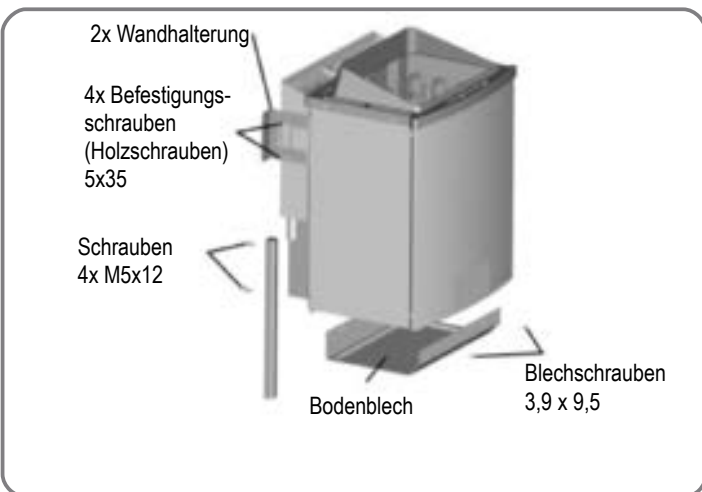 2x Wandhalterung
4x Befestigungs-
schrauben
(Holzschrauben)
5x35
Schrauben
4x M5x12
Bodenblech
Blechschrauben
3,9 x 9,5